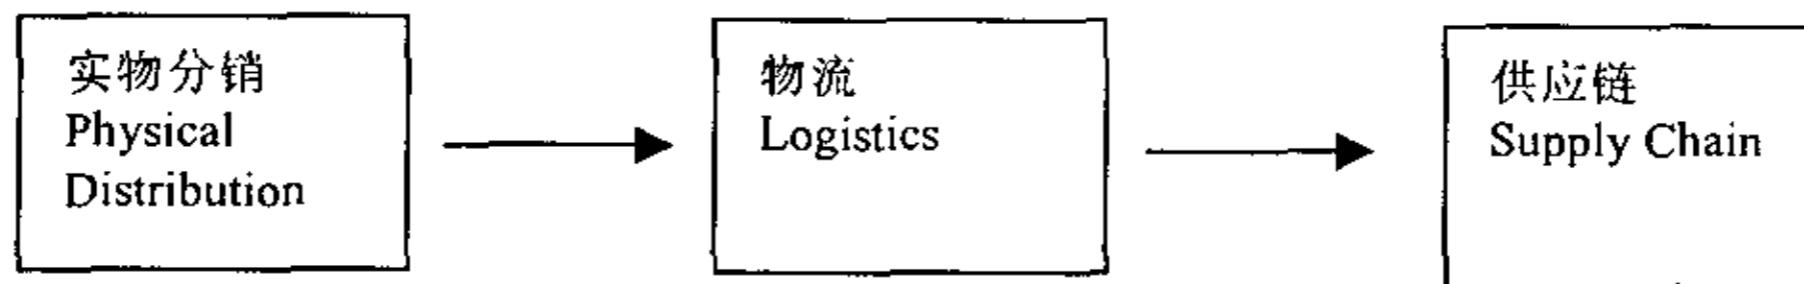 实物分销
Physical
Distribution
物流
Logistics
供应链
Supply Chain